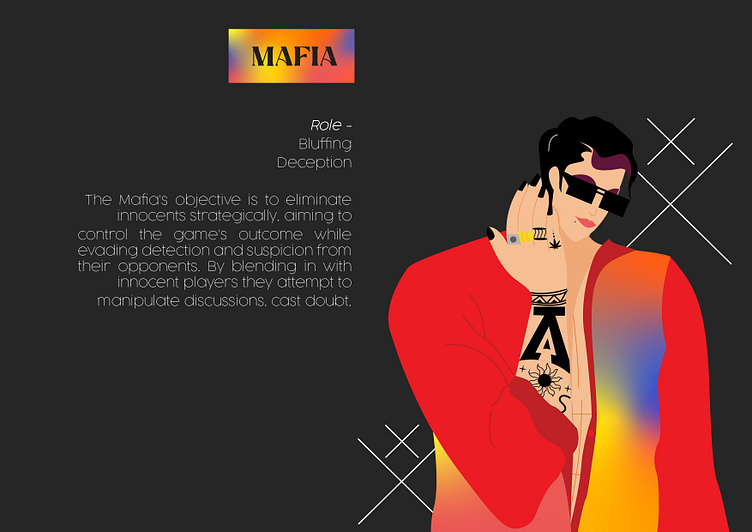 MAFIA
Role -
Bluffing
Deception
The Mafia's objective is to eliminate
innocents strategically, aiming to
control the game's outcome while
evading detection and suspicion from
their opponents. By blending in with
innocent players they attempt to
manipulate discussions, cast doubt,
A
S